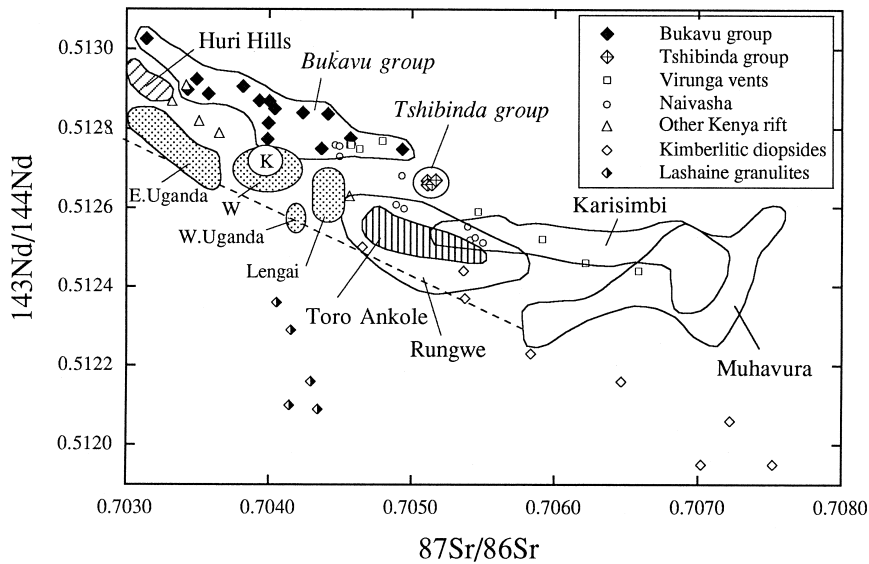 143Nd/144Nd
0.5130
0.5128
0.5126
0.5124
0.5122
0.5120
Huri Hills
Bukavu group
Tshibinda group
K
E.Uganda
W
W.Uganda
Lengai
Karisimbi
Toro Ankole
Rungwe
Muhavura
Bukavu group
Tshibinda group
Virunga vents
Naivasha
Other Kenya rift
Kimberlitic diopsides
Lashaine granulites
0.7030
0.7040
0.7050
0.7060
0.7070
0.7080
87Sr/86Sr